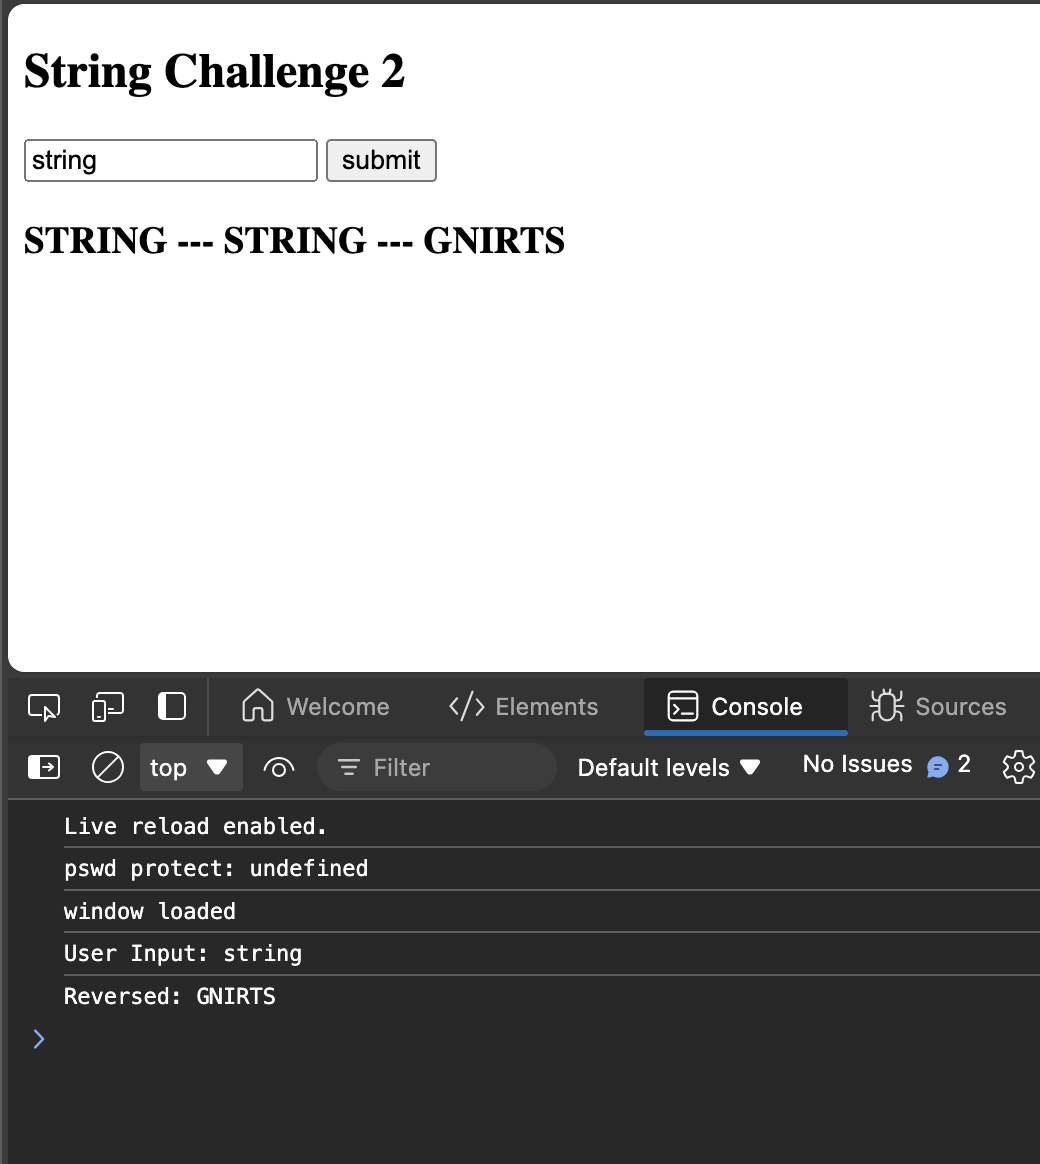 String Challenge 2
string submit
STRING --- STRING --- GNIRTS
Welcome Elements Console Sources
top Filter Default levels No Issues 2
Live reload enabled.
pswd protect: undefined
window loaded
User Input: string
Reversed: GNIRTS